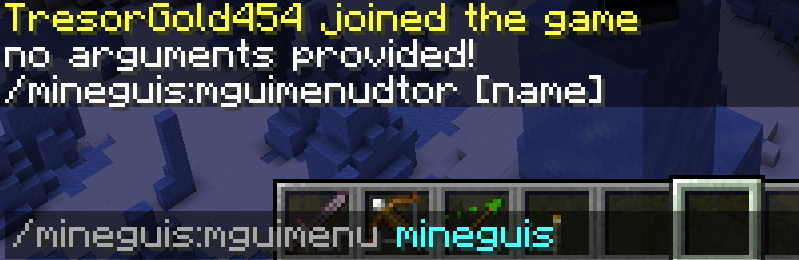 TresorGold454 joined the game
no arguments provided!
/mineguis:mguimenudtor [name]
/mineguis:mguimenu mineguis